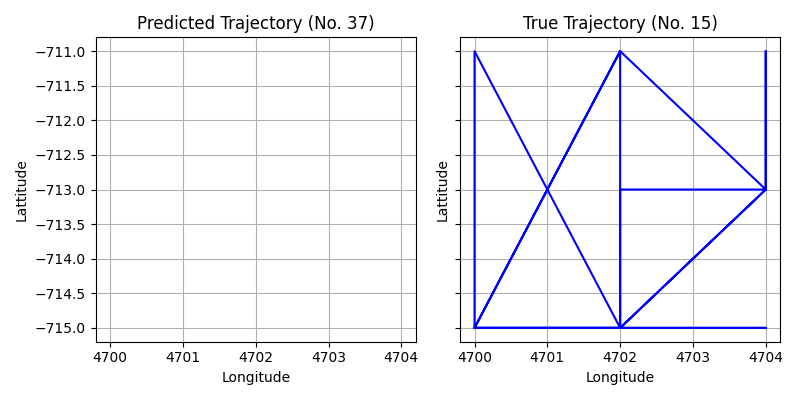 Predicted Trajectory (No. 37)
True Trajectory (No. 15)
−711.0
−711.5
−712.0
−712.5
−713.0
−713.5
−714.0
−714.5
−715.0
Lattitude
Lattitude
4700 4701 4702 4703 4704
4700 4701 4702 4703 4704
Longitude
Longitude